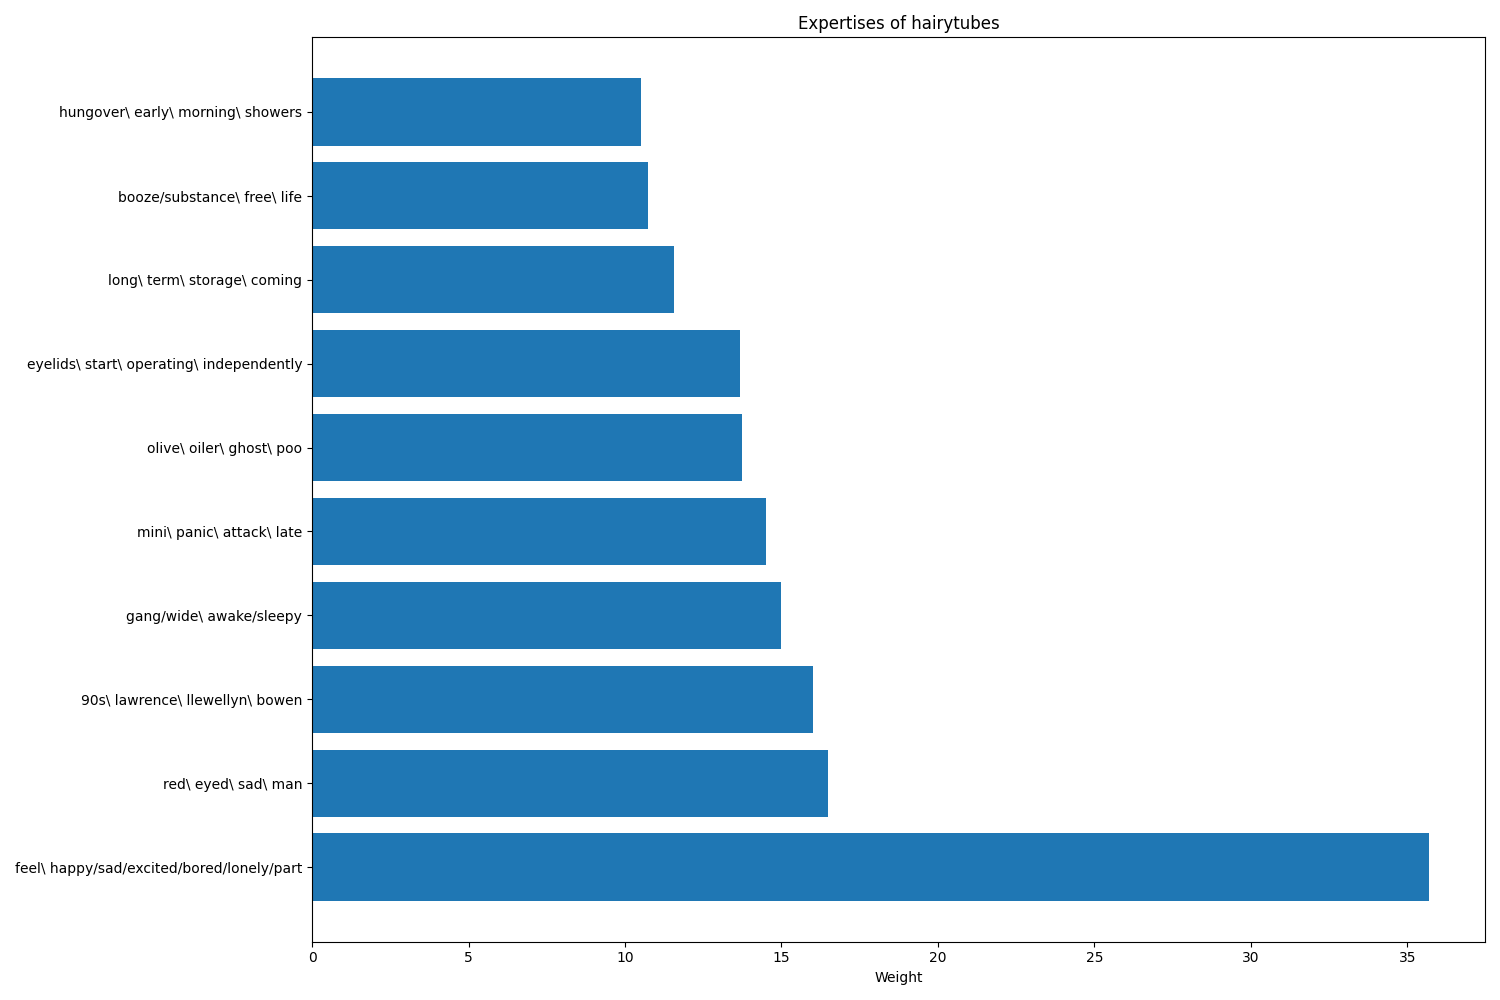 Expertises of hairytubes
hungover\ early\ morning\ showers
booze/substance\ free\ life
long\ term\ storage\ coming
eyelids\ start\ operating\ independently
olive\ oiler\ ghost\ poo
mini\ panic\ attack\ late
gang/wide\ awake/sleepy
90s\ lawrence\ llewellyn\ bowen
red\ eyed\ sad\ man
feel\ happy/sad/excited/bored/lonely/part
0 5 10 15 20 25 30 35
Weight